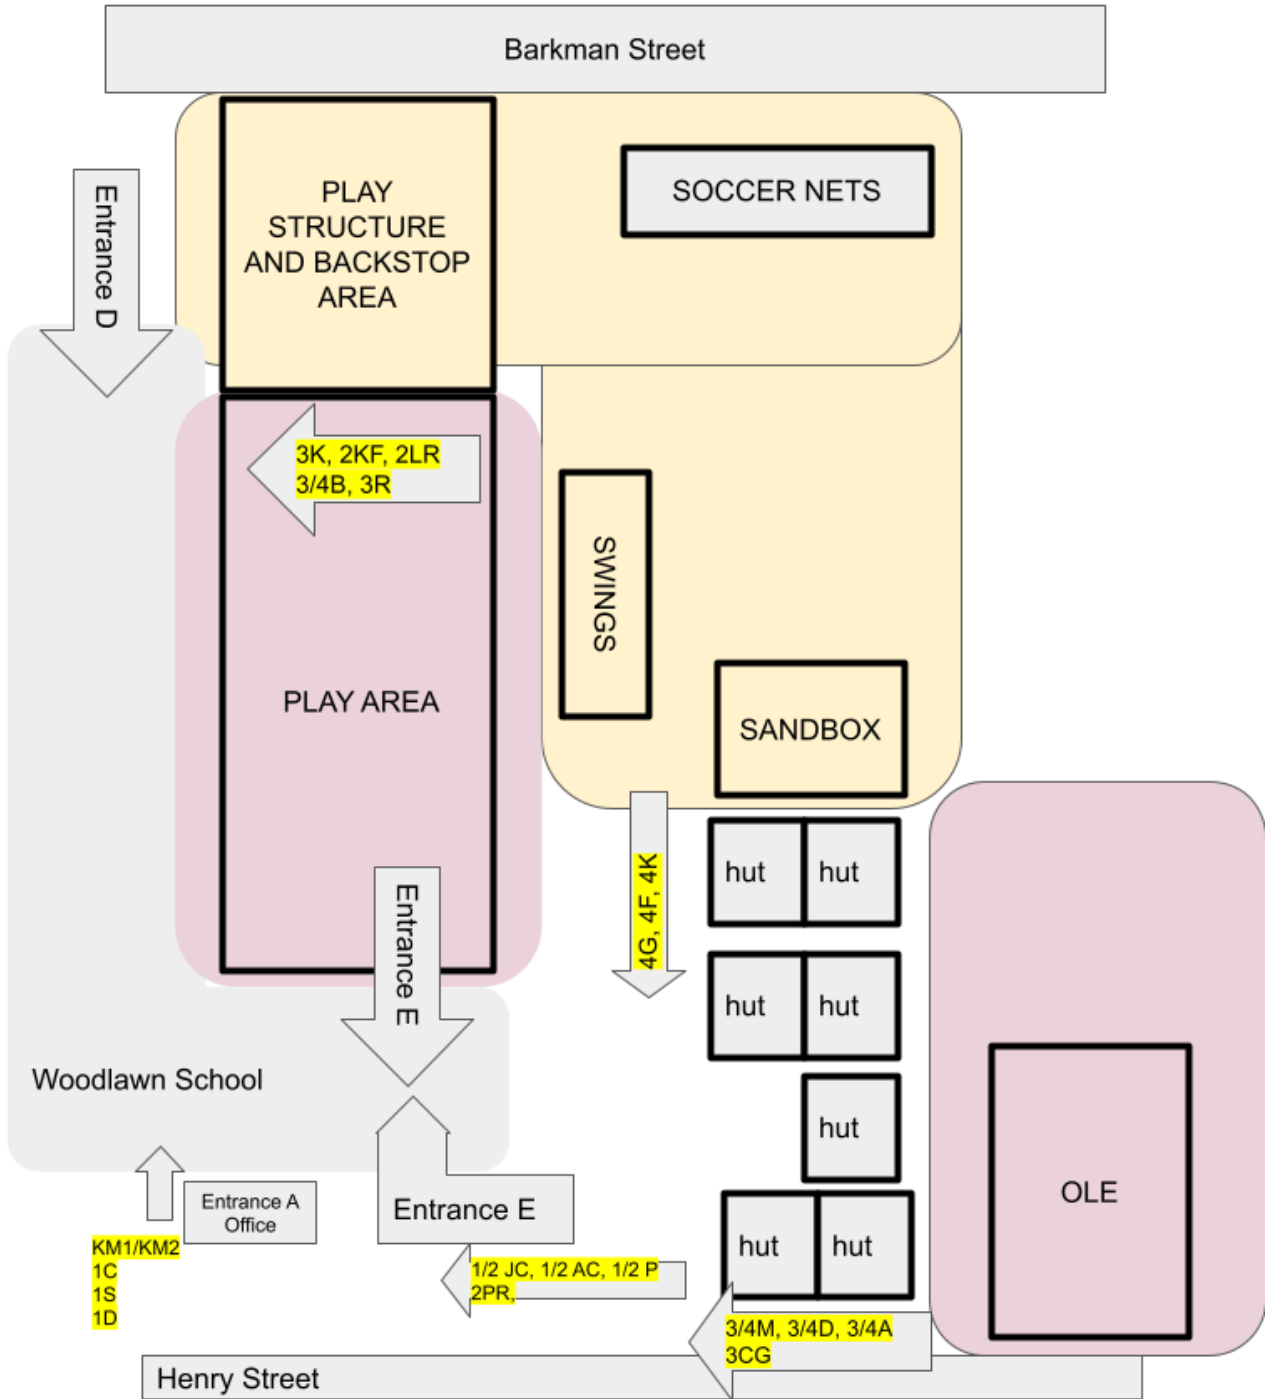 Barkman Street
Entrance D
PLAY
STRUCTURE
AND BACKSTOP
AREA
SOCCER NETS
3K, 2KF, 2LR
3/4B, 3R
SWINGS
PLAY AREA
SANDBOX
4G, 4F, 4K
hut
hut
Entrance E
hut
hut
Woodlawn School
hut
OLE
Entrance A
Office
Entrance E
hut
hut
KM1/KM2
1C
1S
1D
1/2 JC, 1/2 AC, 1/2 P
2PR,
3/4M, 3/4D, 3/4A
3CG
Henry Street